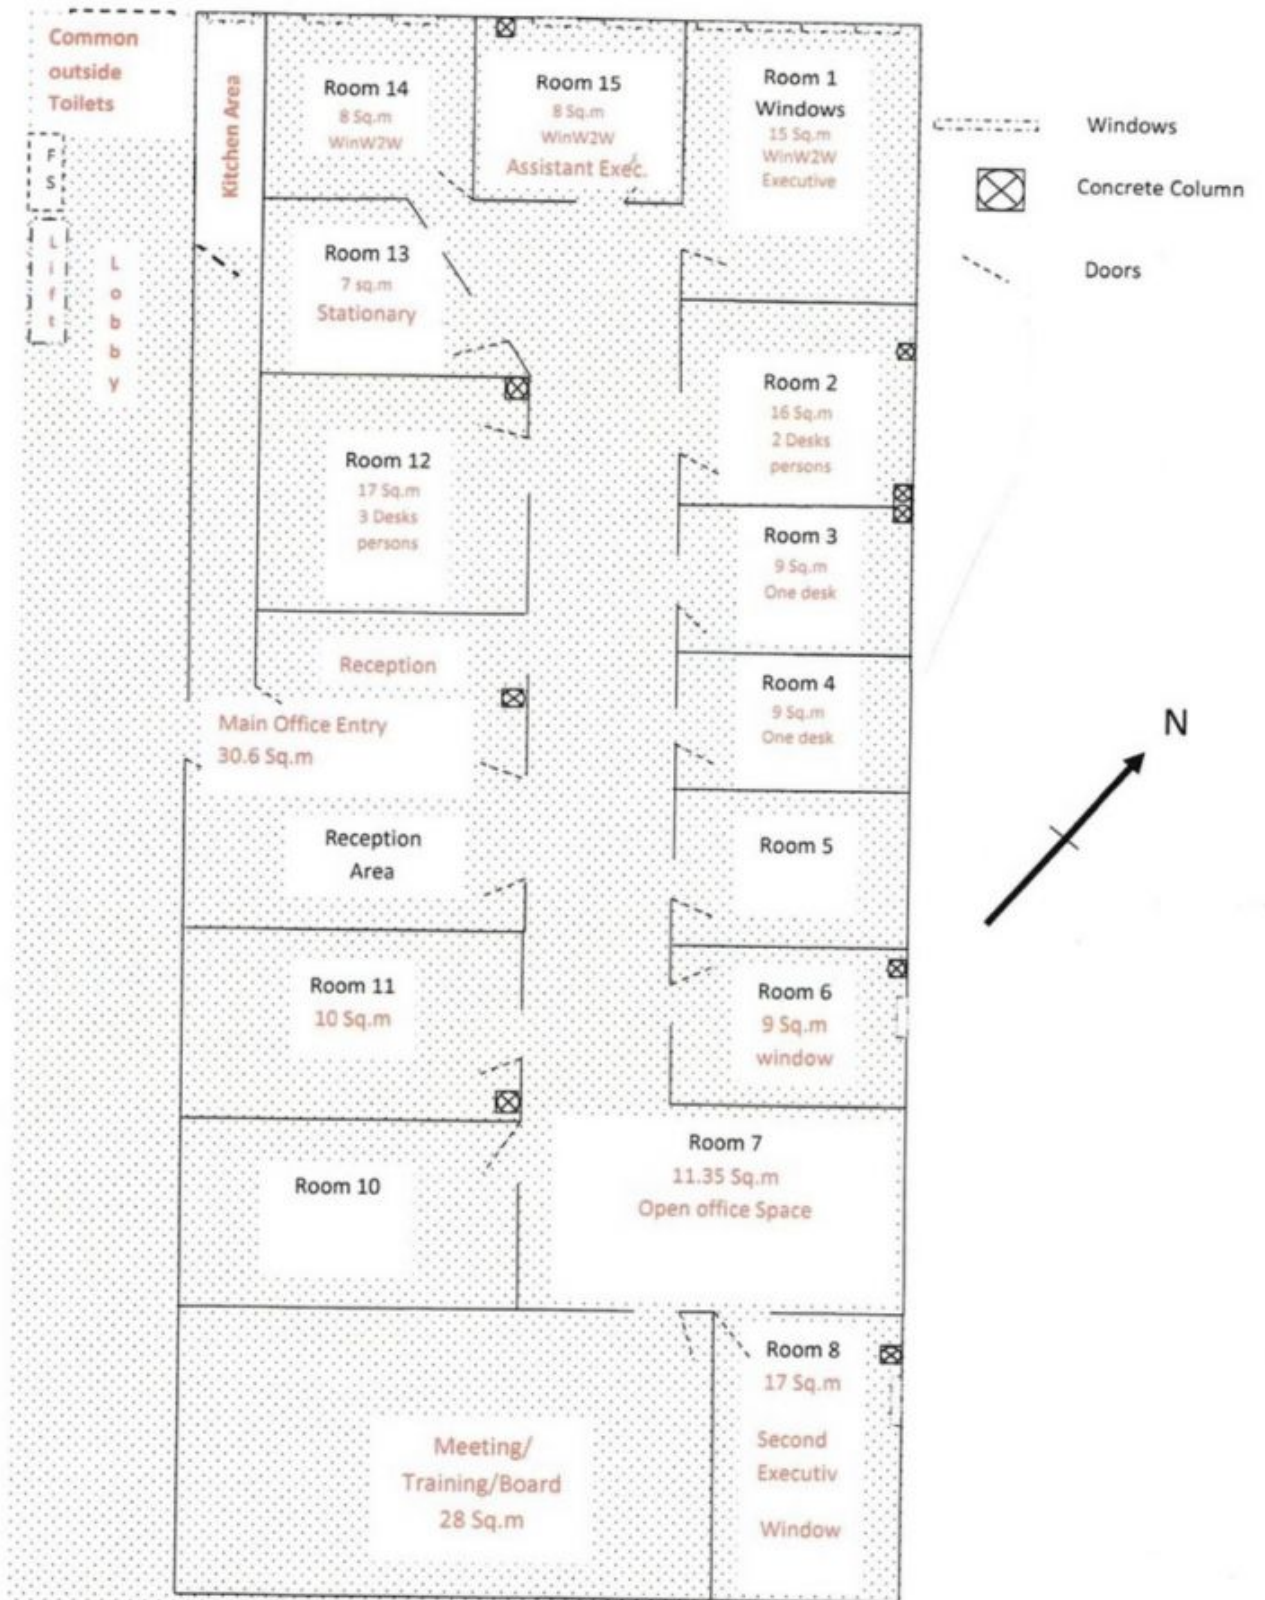 Common
outside
Toilets
F
S
L
i
f
t
L
o
b
b
y
Kitchen Area
Room 14
8 Sq.m
WinW2W
Room 15
8 Sq.m
WinW2W
Assistant Exec.
Room 1
Windows
15 Sq.m
WinW2W
Executive
Windows
Concrete Column
Doors
Room 13
7 sq.m
Stationary
Room 2
16 Sq.m
2 Desks
persons
Room 12
17 Sq.m
3 Desks
persons
Room 3
9 Sq.m
One desk
Reception
Room 4
9 Sq.m
One desk
Main Office Entry
30.6 Sq.m
N
Reception
Area
Room 5
Room 11
10 Sq.m
Room 6
9 Sq.m
window
Room 7
11.35 Sq.m
Open office Space
Room 10
Room 8
17 Sq.m
Second
Executiv
Window
Meeting/
Training/Board
28 Sq.m